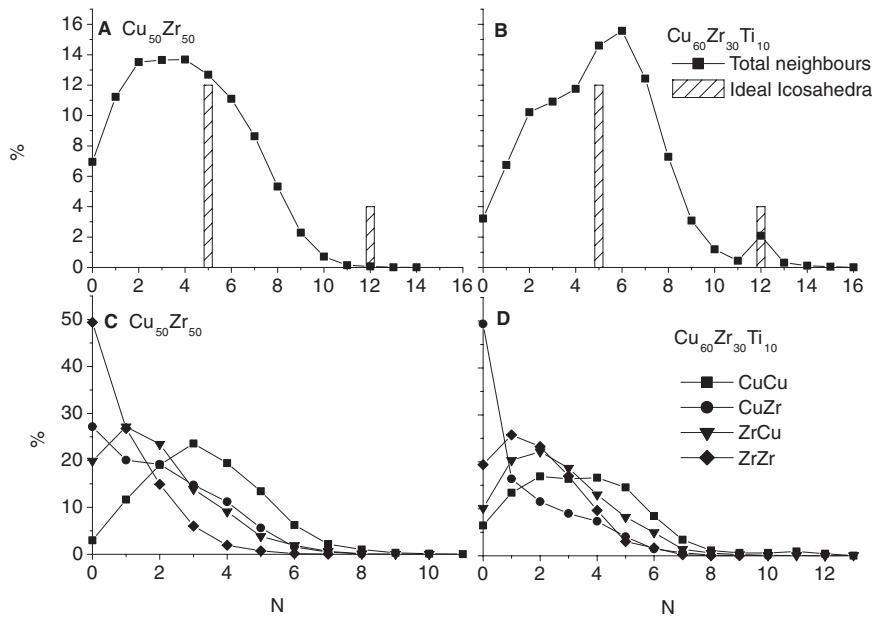 A Cu50Zr50
B
Cu60Zr30Ti10
Total neighbours
Ideal Icosahedra
%
16
14
12
10
8
6
4
2
0
0 2 4 6 8 10 12 14 16
0 2 4 6 8 10 12 14 16
C Cu50Zr50
D
Cu60Zr30Ti10
CuCu
CuZr
ZrCu
ZrZr
%
50
40
30
20
10
0
0 2 4 6 8 10
0 2 4 6 8 10 12
N
N